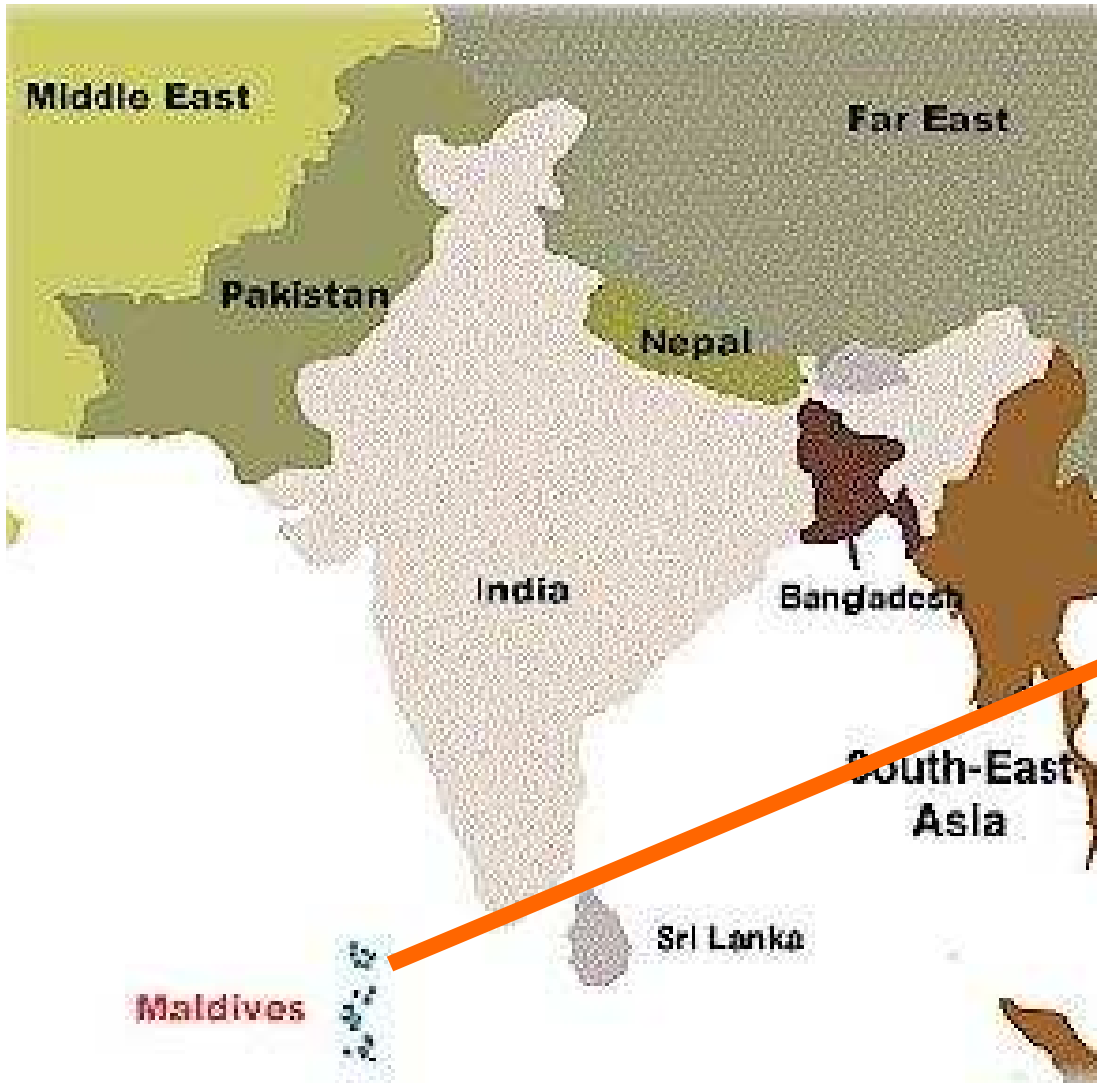 Middle East
Far East
Pakistan
Nepal
India
Bangladesh
South-East
Asia
Sri Lanka
Maldives